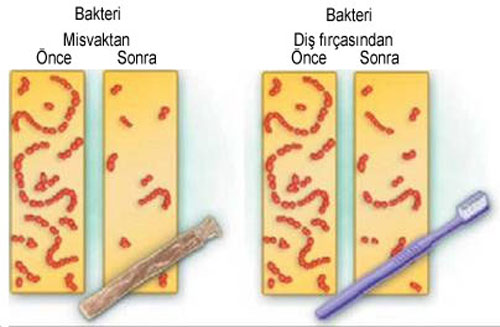 Bakteri
Misvaktan
Önce Sonra
Bakteri
Diş fırçasından
Önce Sonra